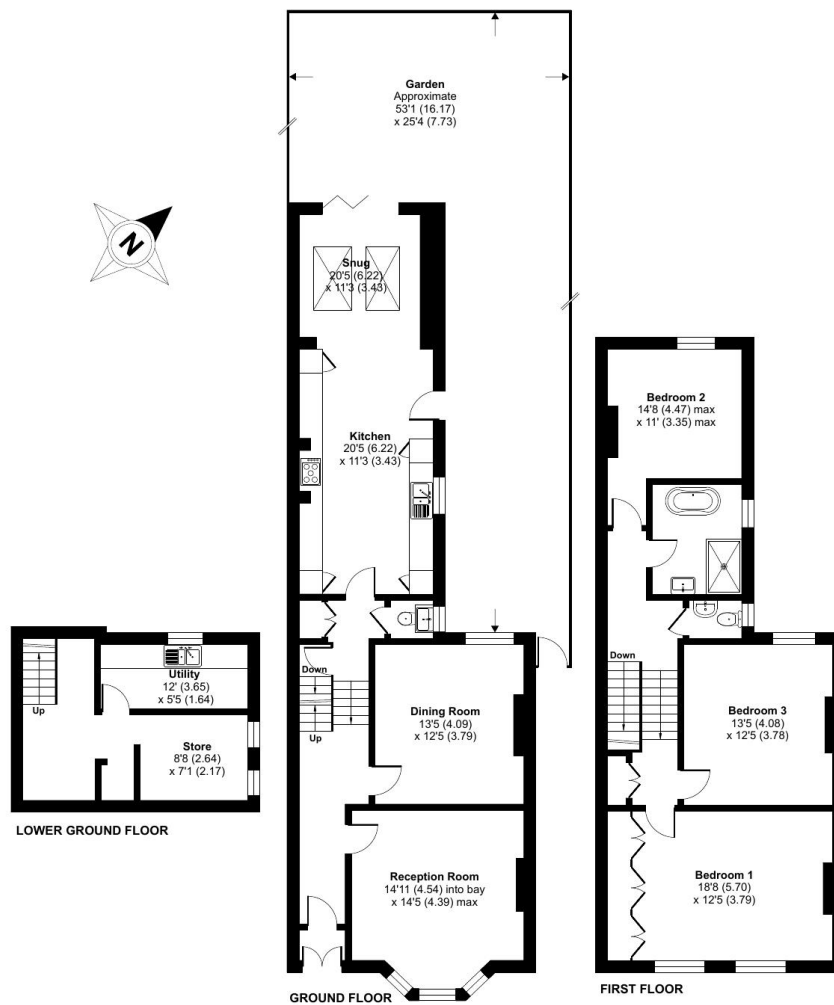 Garden
Approximate
53'1 (16.17)
x 25'4 (7.73)
N
Snug
20'5 (6.22)
x 11'3 (3.43)
Kitchen
20'5 (6.22)
x 11'3 (3.43)
Bedroom 2
14'8 (4.47) max
x 11' (3.35) max
Up
Utility
12' (3.65)
x 5'5 (1.64)
Store
8'8 (2.64)
x 7'1 (2.17)
LOWER GROUND FLOOR
Down
Up
Dining Room
13'5 (4.09)
x 12'5 (3.79)
Reception Room
14'11 (4.54) into bay
x 14'5 (4.39) max
GROUND FLOOR
Down
Bedroom 3
13'5 (4.08)
x 12'5 (3.78)
Bedroom 1
18'8 (5.70)
x 12'5 (3.79)
FIRST FLOOR